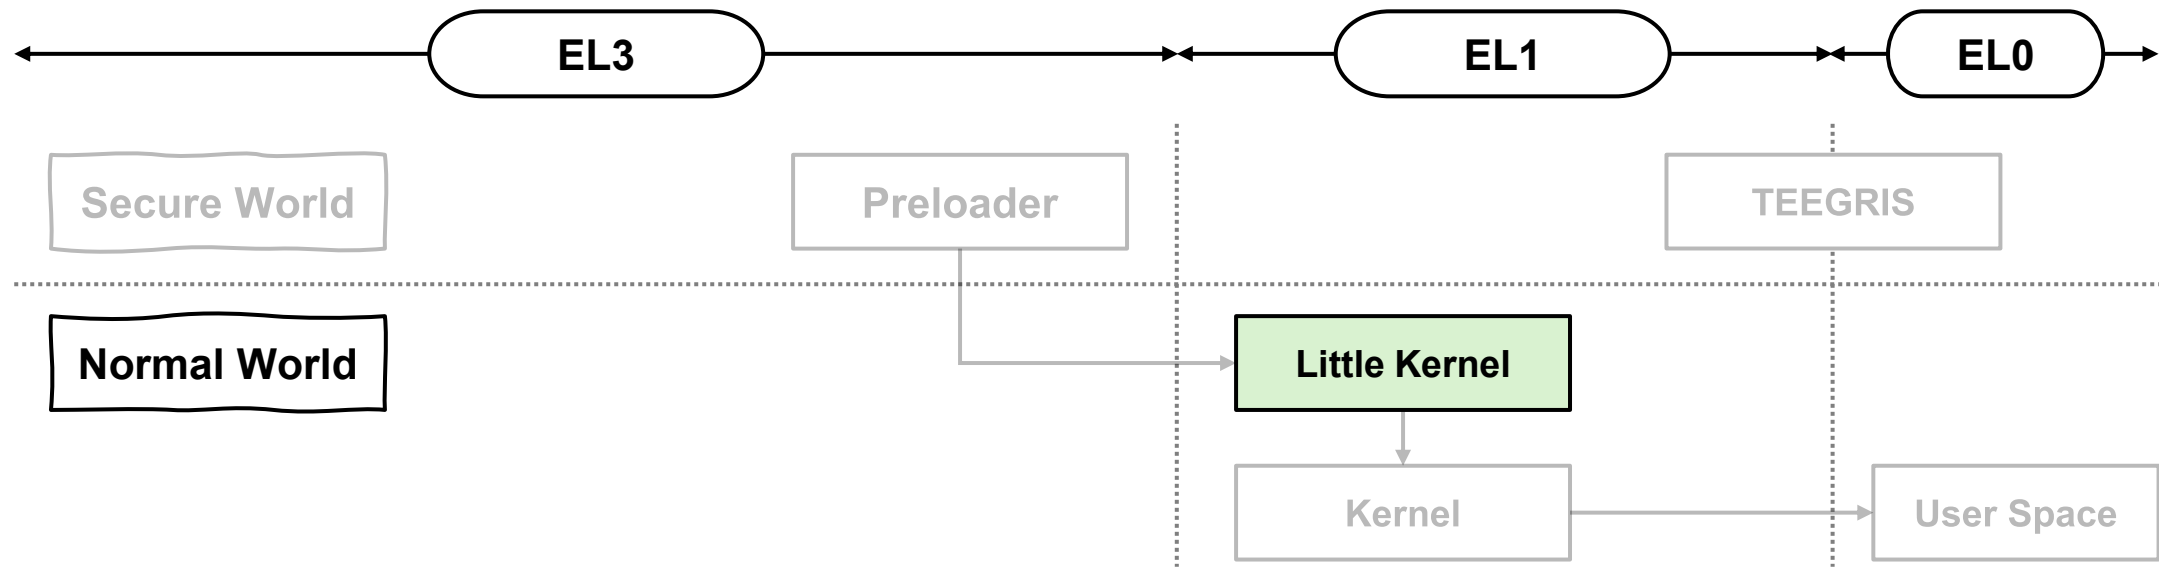 EL3
EL1
EL0
Secure World
Preloader
TEEGRIS
Normal World
Little Kernel
Kernel
User Space